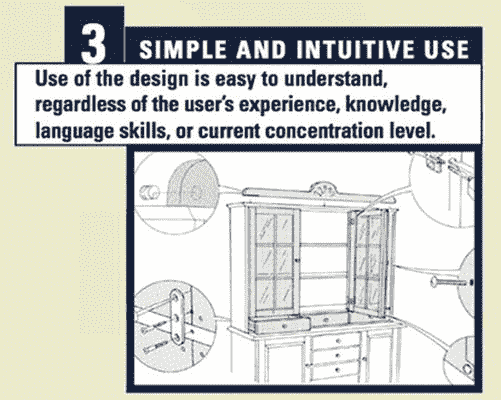 3 SIMPLE AND INTUITIVE USE
Use of the design is easy to understand,
regardless of the user's experience, knowledge,
language skills, or current concentration level.